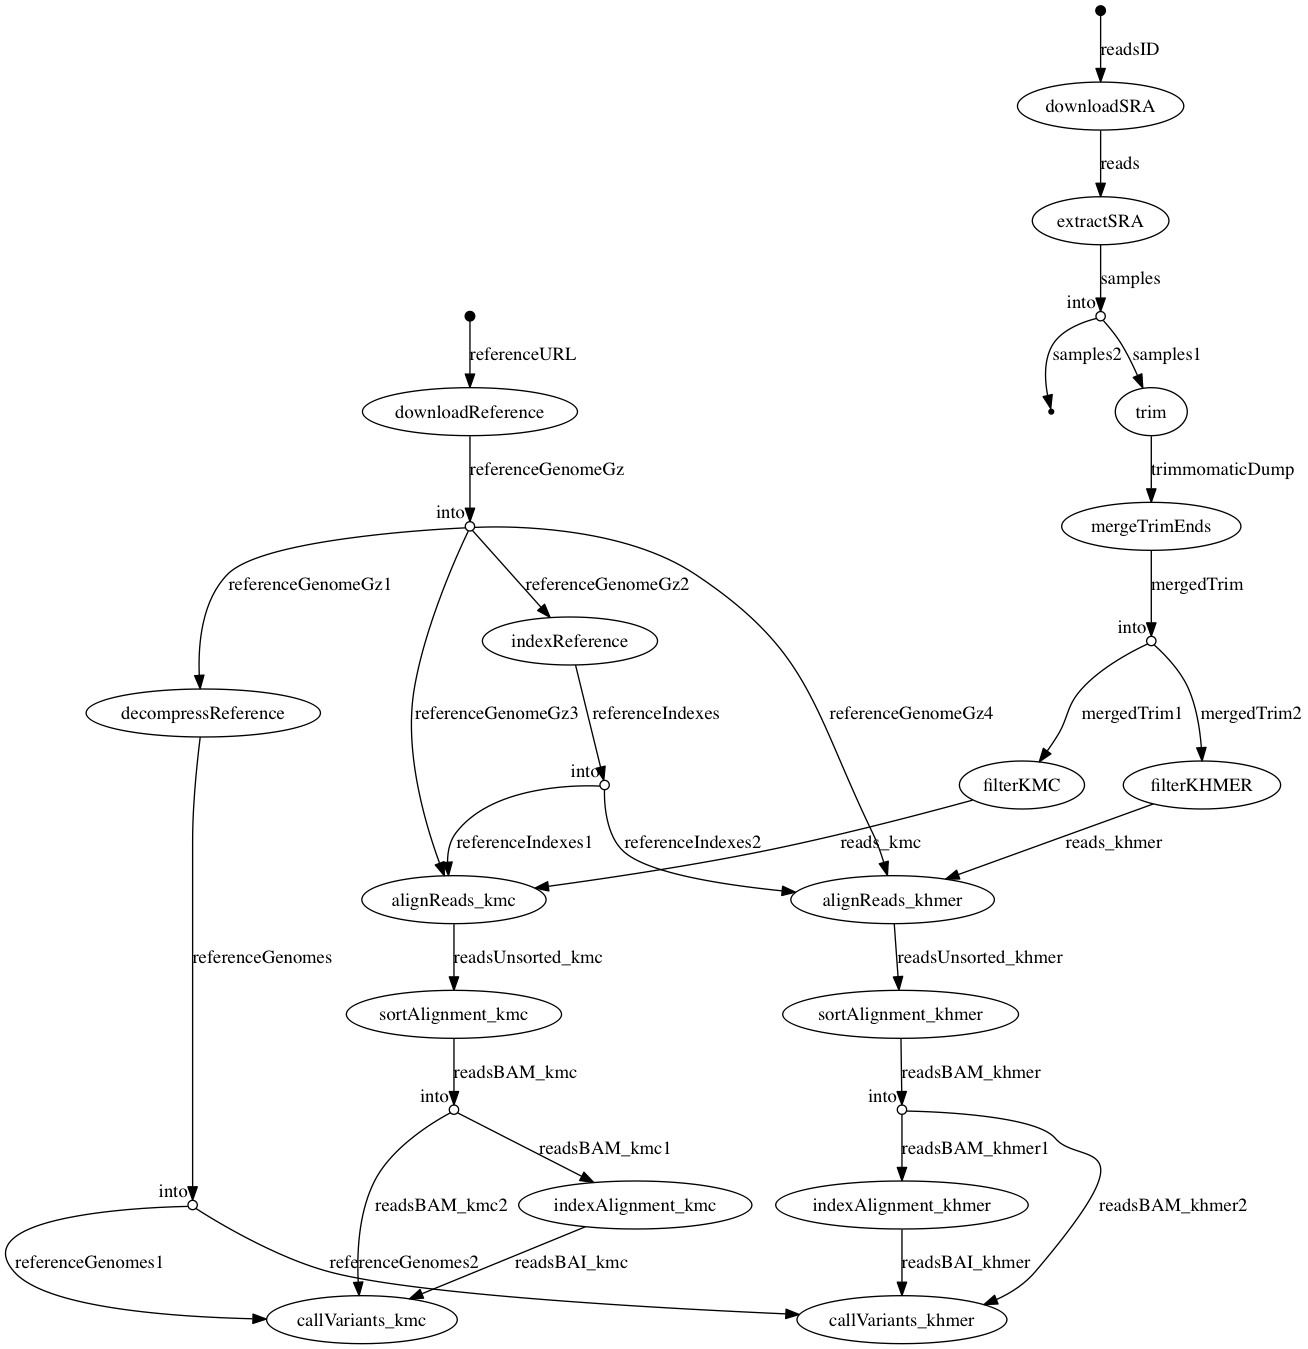 readsID
downloadSRA
reads
extractSRA
samples
into
samples2
samples1
referenceURL
downloadReference
trim
referenceGenomeGz
trimmomaticDump
into
mergeTrimEnds
referenceGenomeGz1
referenceGenomeGz2
mergedTrim
into
indexReference
decompressReference
referenceGenomeGz3
referenceIndexes
referenceGenomeGz4
mergedTrim1
mergedTrim2
into
filterKMC
filterKHMER
referenceIndexes1
referenceIndexes2
reads_kmc
reads_khmer
alignReads_kmc
alignReads_khmer
referenceGenomes
readsUnsorted_kmc
readsUnsorted_khmer
sortAlignment_kmc
sortAlignment_khmer
readsBAM_kmc
readsBAM_khmer
into
into
readsBAM_kmc1
readsBAM_khmer1
into
readsBAM_kmc2
indexAlignment_kmc
indexAlignment_khmer
readsBAM_khmer2
referenceGenomes1
referenceGenomes2
readsBAI_kmc
readsBAI_khmer
callVariants_kmc
callVariants_khmer